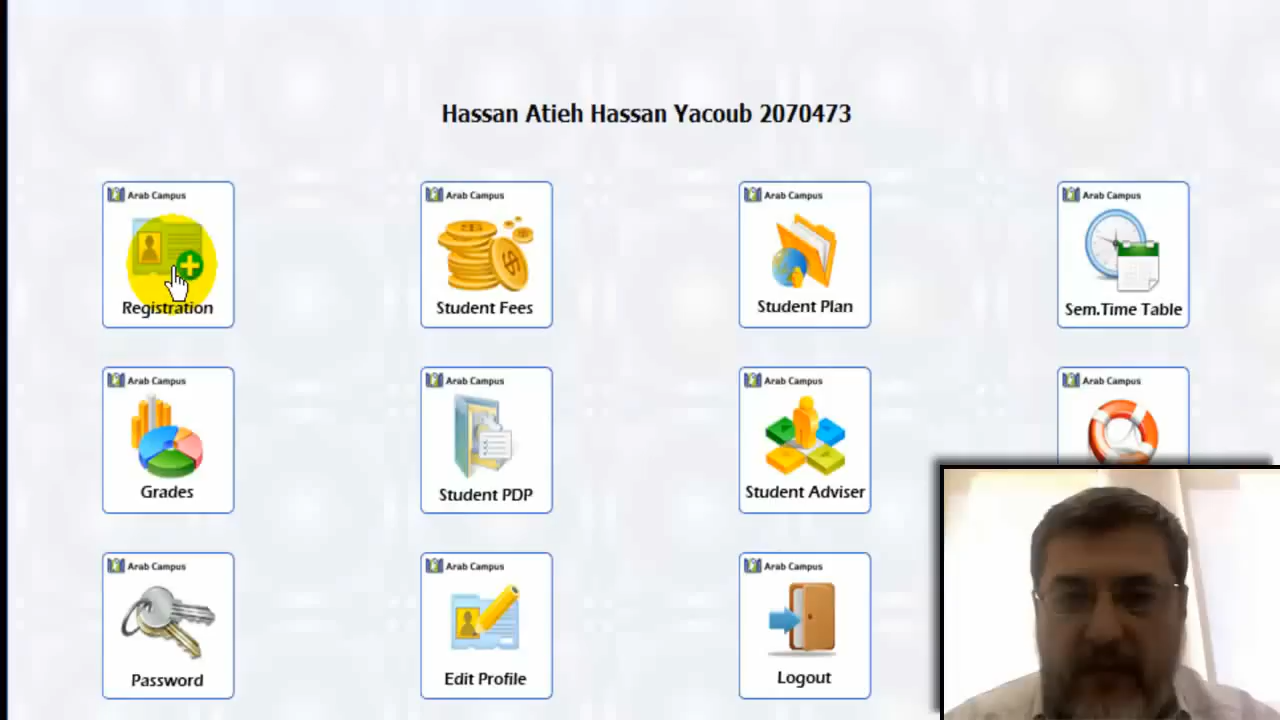 Hassan Atieh Hassan Yacoub 2070473
Arab Campus
Registration
Arab Campus
Student Fees
Arab Campus
Student Plan
Arab Campus
Sem.Time Table
Arab Campus
Grades
Arab Campus
Student PDP
Arab Campus
Student Adviser
Arab Campus
Arab Campus
Password
Arab Campus
Edit Profile
Arab Campus
Logout